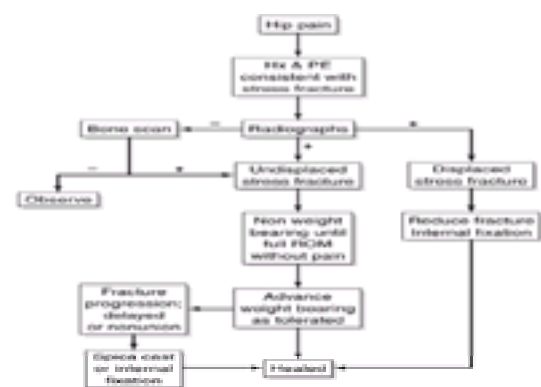 Hip pain
Hx & PE
consistent with
stress fracture
Bone scan
−
Radiographs
+
+
−
+
Undisplaced
stress fracture
Displaced
stress fracture
Observe
Non weight
bearing until
full ROM
without pain
Reduce fracture
Internal fixation
Fracture
progression;
delayed
or nonunion
Advance
weight bearing
as tolerated
Spica cast
or internal
fixation
Healed